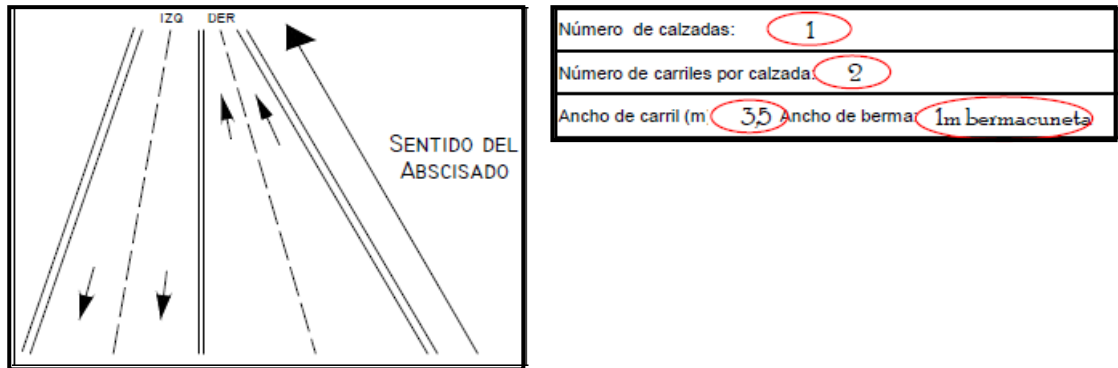 IZQ DER
SENTIDO DEL
ABSCISADO
Número de calzadas: 1
Número de carriles por calzada: 2
Ancho de carril (m) 3,5 Ancho de berma: 1m bermacuneta